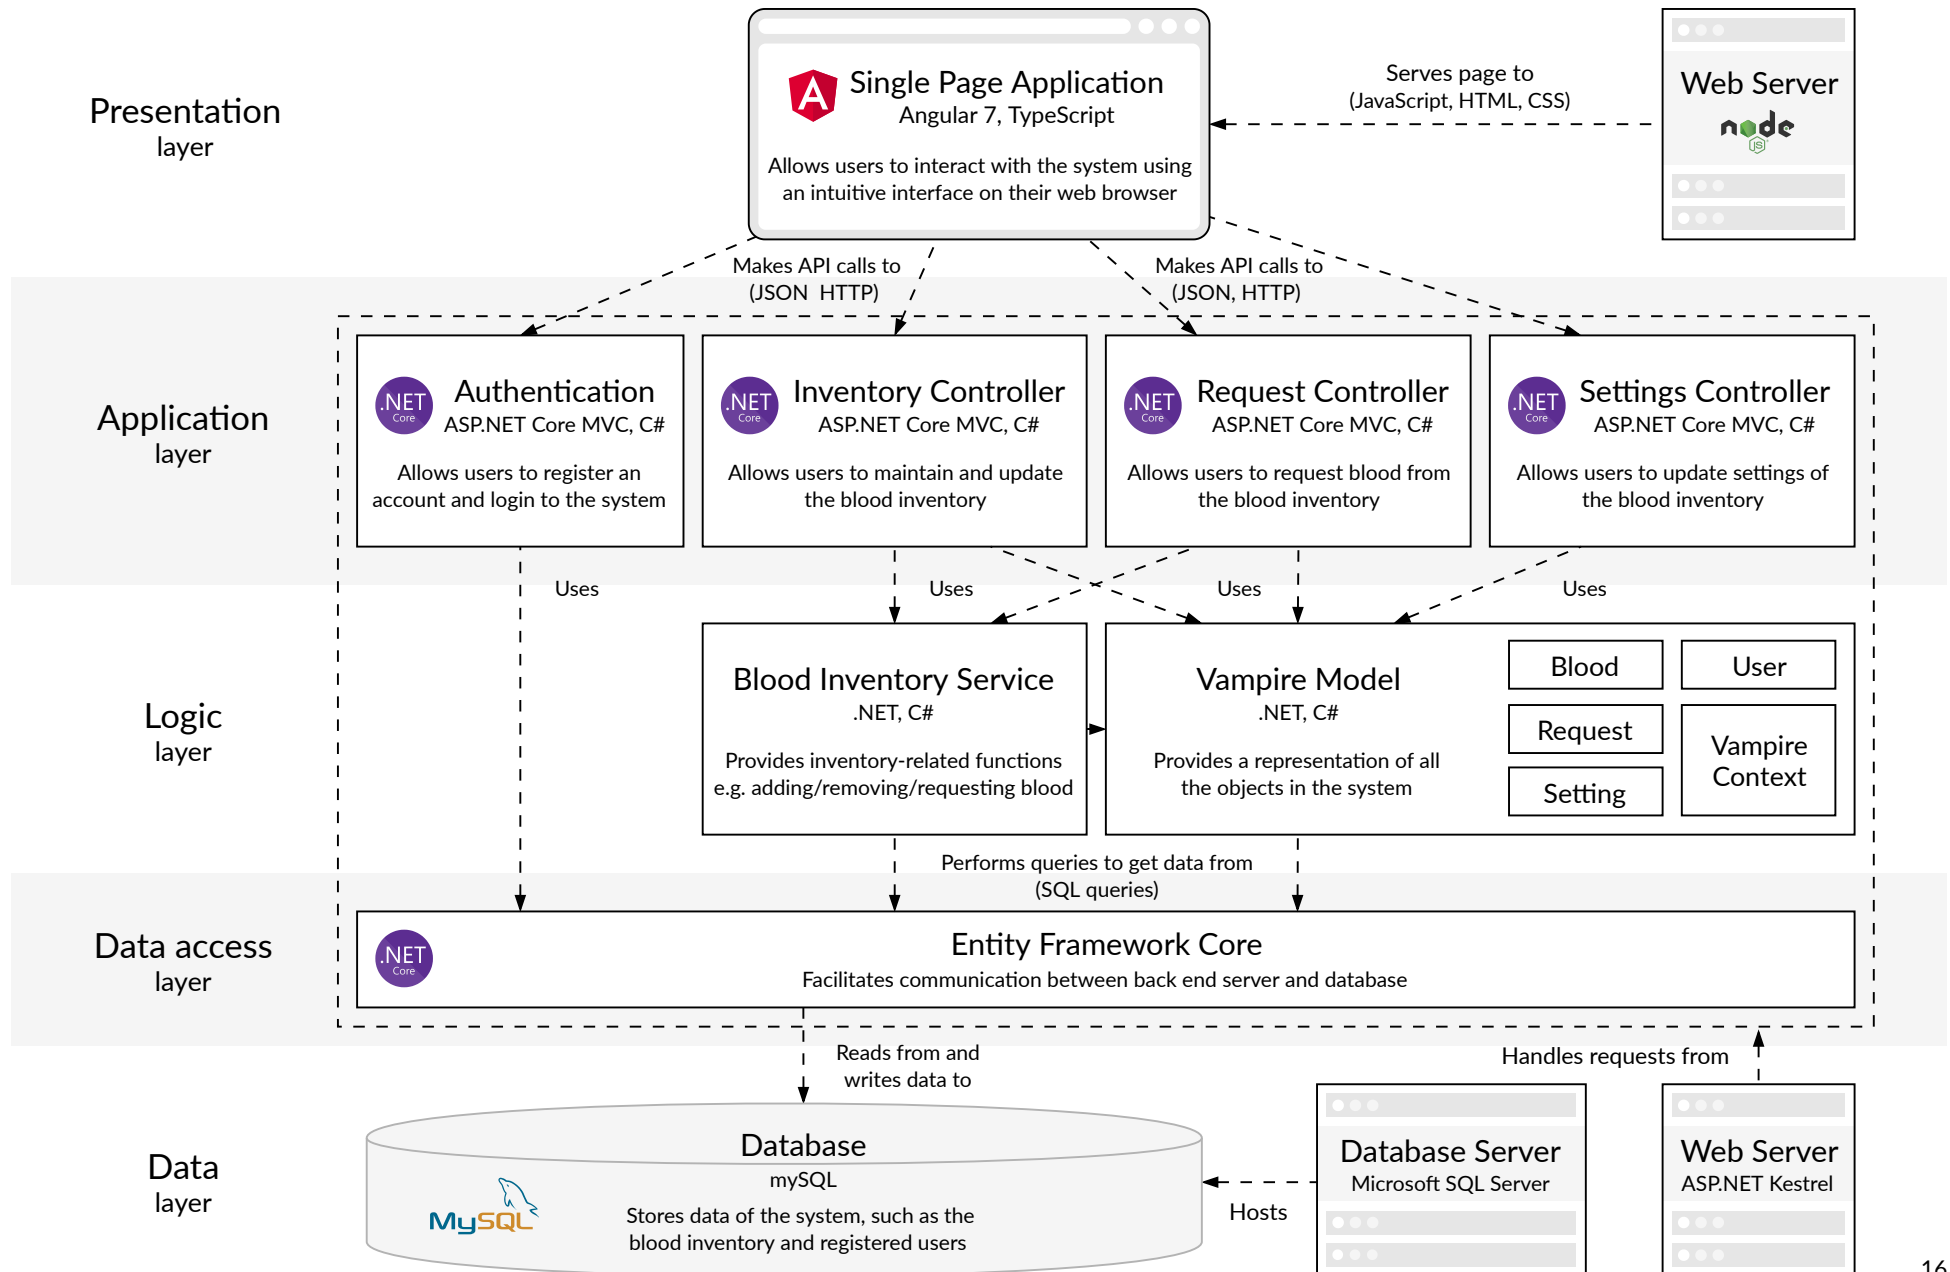 Presentation
layer
Single Page Application
Angular 7, TypeScript
Allows users to interact with the system using
an intuitive interface on their web browser
Serves page to
(JavaScript, HTML, CSS)
Web Server
node
JS
Makes API calls to
(JSON  HTTP)
Makes API calls to
(JSON, HTTP)
Application
layer
.NET
Core
Authentication
ASP.NET Core MVC, C#
Allows users to register an
account and login to the system
.NET
Core
Inventory Controller
ASP.NET Core MVC, C#
Allows users to maintain and update
the blood inventory
.NET
Core
Request Controller
ASP.NET Core MVC, C#
Allows users to request blood from
the blood inventory
.NET
Core
Settings Controller
ASP.NET Core MVC, C#
Allows users to update settings of
the blood inventory
Uses
Uses
Uses
Uses
Logic
layer
Blood Inventory Service
.NET, C#
Provides inventory-related functions
e.g. adding/removing/requesting blood
Vampire Model
.NET, C#
Provides a representation of all
the objects in the system
Blood
User
Request
Setting
Vampire
Context
Performs queries to get data from
(SQL queries)
Data access
layer
.NET
Core
Entity Framework Core
Facilitates communication between back end server and database
Reads from and
writes data to
Handles requests from
Data
layer
Database
mySQL
MySQL
Stores data of the system, such as the
blood inventory and registered users
Hosts
Database Server
Microsoft SQL Server
Web Server
ASP.NET Kestrel
16